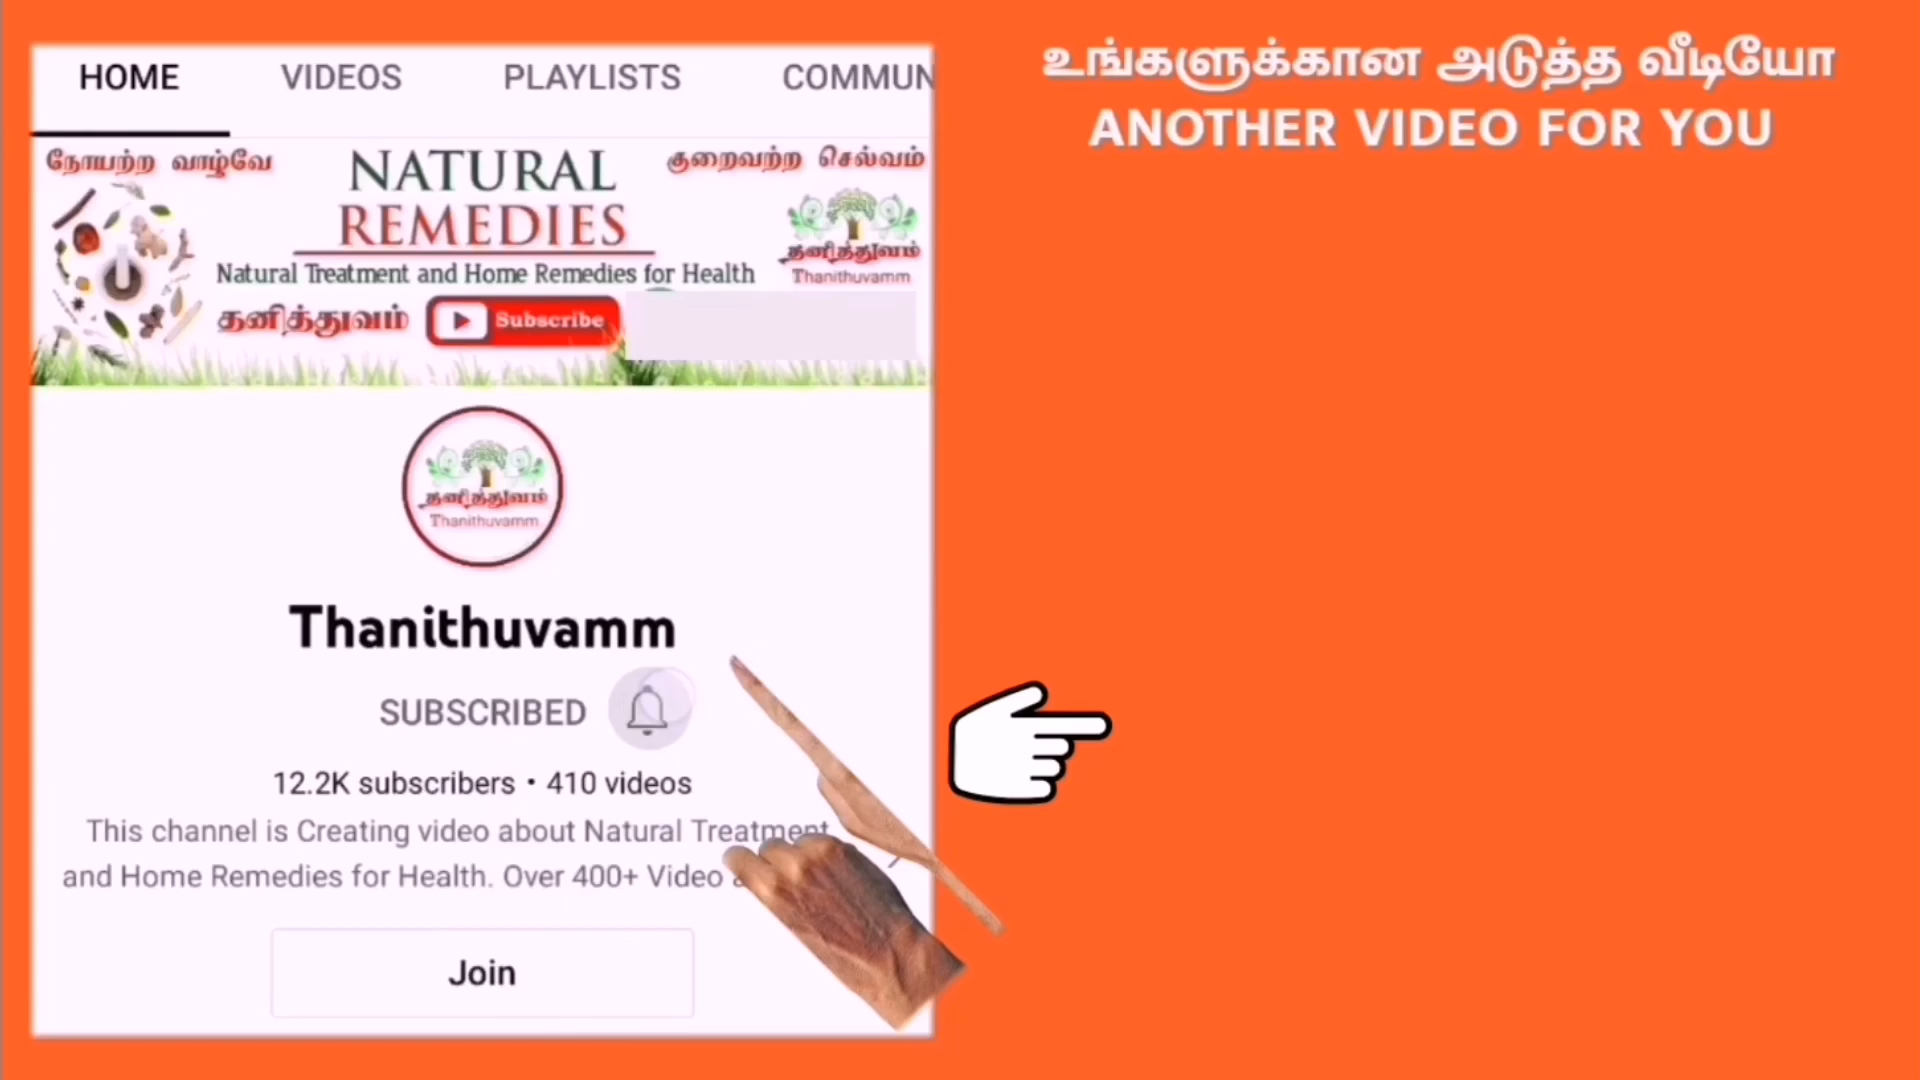 HOME VIDEOS PLAYLISTS COMMUN
நோயற்ற வாழ்வே
NATURAL
REMEDIES
குறைவற்ற செல்வம்
தனித்துவம்
Thanithuvamm
Natural Treatment and Home Remedies for Health
தனித்துவம்
Subscribe
தனித்துவம்
Thanithuvamm
Thanithuvamm
SUBSCRIBED
12.2K subscribers • 410 videos
This channel is Creating video about Natural Treatment
and Home Remedies for Health. Over 400+ Video
Join
உங்களுக்கான அடுத்த வீடியோ
ANOTHER VIDEO FOR YOU